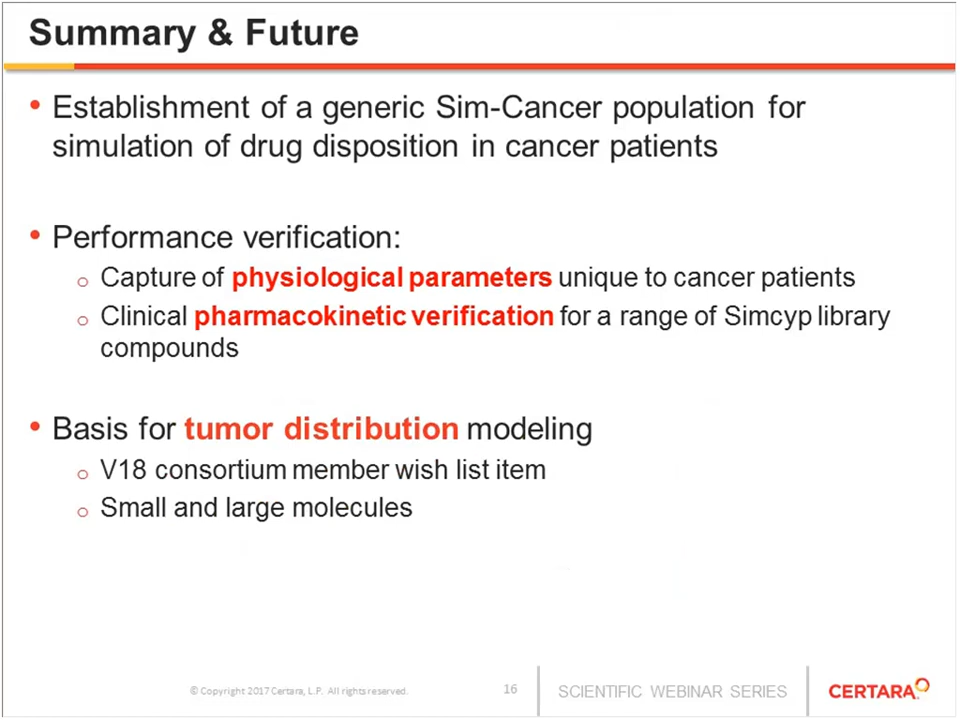 Summary & Future
• Establishment of a generic Sim-Cancer population for
simulation of drug disposition in cancer patients
• Performance verification:
o Capture of physiological parameters unique to cancer patients
o Clinical pharmacokinetic verification for a range of Simcyp library
compounds
• Basis for tumor distribution modeling
o V18 consortium member wish list item
o Small and large molecules
© Copyright 2017 Certara, L.P. All rights reserved.
16
SCIENTIFIC WEBINAR SERIES
CERTARA